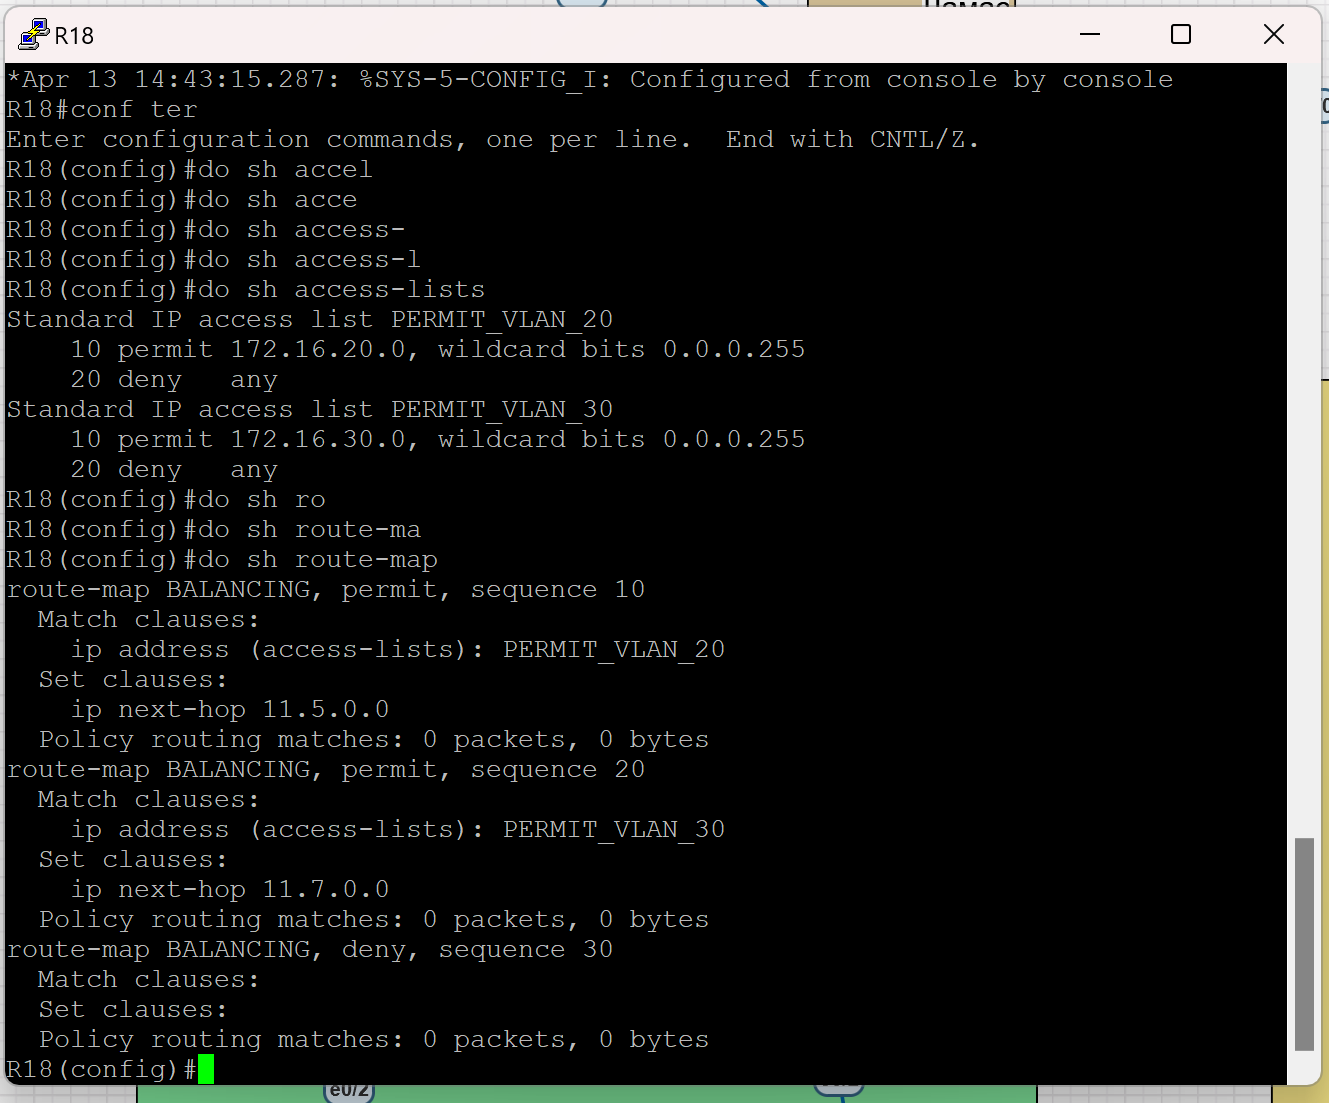 R18
*Apr 13 14:43:15.287: %SYS-5-CONFIG_I: Configured from console by console
R18#conf ter
Enter configuration commands, one per line.  End with CNTL/Z.
R18(config)#do sh accel
R18(config)#do sh acce
R18(config)#do sh access-
R18(config)#do sh access-l
R18(config)#do sh access-lists
Standard IP access list PERMIT_VLAN_20
    10 permit 172.16.20.0, wildcard bits 0.0.0.255
    20 deny   any
Standard IP access list PERMIT_VLAN_30
    10 permit 172.16.30.0, wildcard bits 0.0.0.255
    20 deny   any
R18(config)#do sh ro
R18(config)#do sh route-ma
R18(config)#do sh route-map
route-map BALANCING, permit, sequence 10
  Match clauses:
    ip address (access-lists): PERMIT_VLAN_20
  Set clauses:
    ip next-hop 11.5.0.0
  Policy routing matches: 0 packets, 0 bytes
route-map BALANCING, permit, sequence 20
  Match clauses:
    ip address (access-lists): PERMIT_VLAN_30
  Set clauses:
    ip next-hop 11.7.0.0
  Policy routing matches: 0 packets, 0 bytes
route-map BALANCING, deny, sequence 30
  Match clauses:
  Set clauses:
  Policy routing matches: 0 packets, 0 bytes
R18(config)#
e0/2